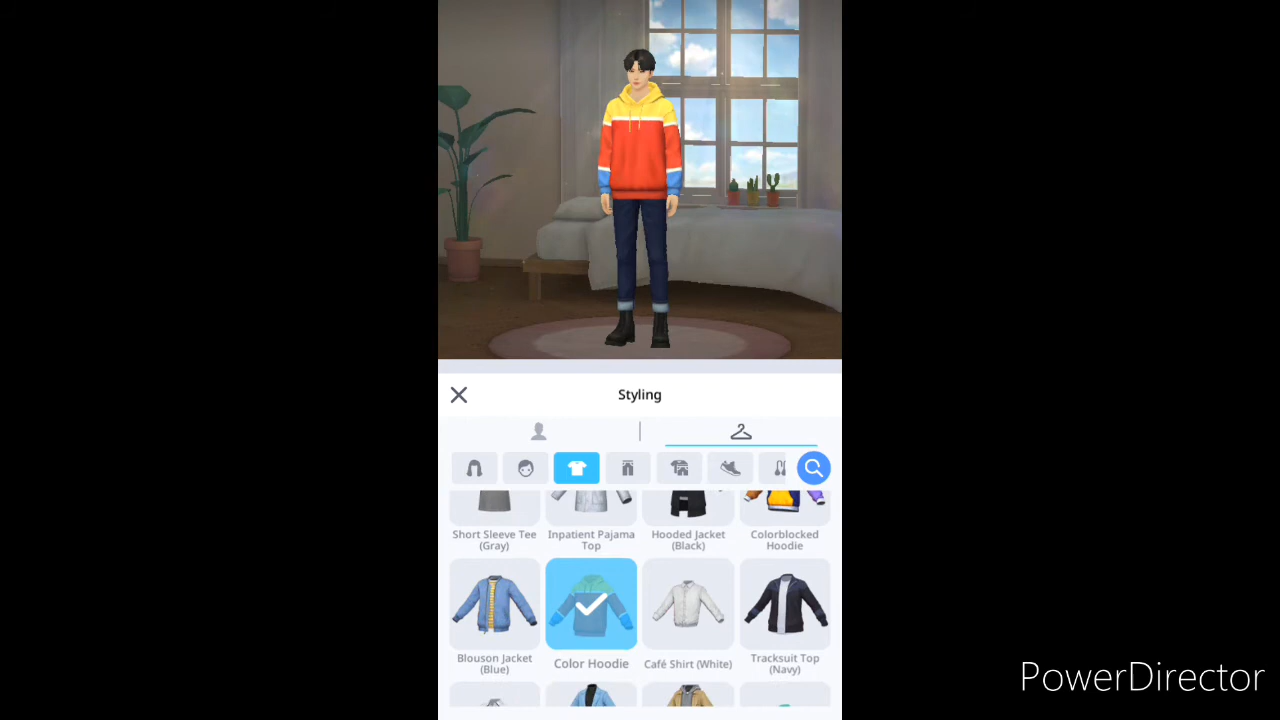 Styling
Short Sleeve Tee
(Gray)
Inpatient Pajama
Top
Hooded Jacket
(Black)
Colorblocked
Hoodie
Blouson Jacket
(Blue)
Color Hoodie
Café Shirt (White)
Tracksuit Top
(Navy)
PowerDirector